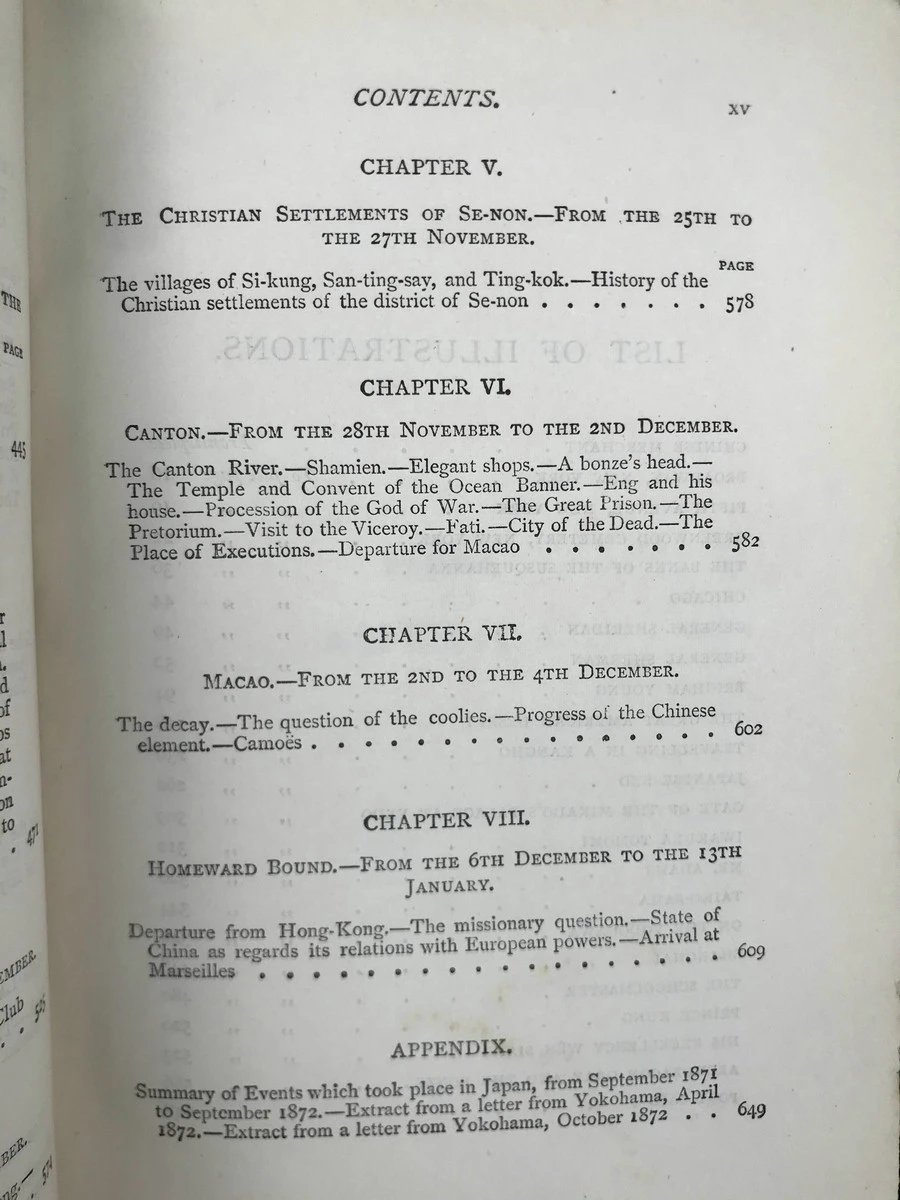 CONTENTS.
xv
CHAPTER V.
THE CHRISTIAN SETTLEMENTS OF SE-NON.—FROM THE 25TH TO
THE 27TH NOVEMBER.
PAGE
The villages of Si-kung, San-ting-say, and Ting-kok.—History of the
Christian settlements of the district of Se-non . . . . . . . 578
CHAPTER VI.
CANTON.—FROM THE 28TH NOVEMBER TO THE 2ND DECEMBER.
The Canton River.—Shamien.—Elegant shops.—A bonze's head.—
The Temple and Convent of the Ocean Banner.—Eng and his
house.—Procession of the God of War.—The Great Prison.—The
Pretorium.—Visit to the Viceroy.—Fati.—City of the Dead.—The
Place of Executions.—Departure for Macao . . . . . . . 582
CHAPTER VII.
MACAO.—FROM THE 2ND TO THE 4TH DECEMBER.
The decay.—The question of the coolies.—Progress of the Chinese
element.—Camoës . . . . . . . . . . . . . . . 602
CHAPTER VIII.
HOMEWARD BOUND.—FROM THE 6TH DECEMBER TO THE 13TH
JANUARY.
Departure from Hong-Kong.—The missionary question.—State of
China as regards its relations with European powers.—Arrival at
Marseilles . . . . . . . . . . . . . . . . . 609
APPENDIX.
Summary of Events which took place in Japan, from September 1871
to September 1872.—Extract from a letter from Yokohama, April
1872.—Extract from a letter from Yokohama, October 1872 . . 649
THE
PAGE
445
of
at
on
to
. 471
Club